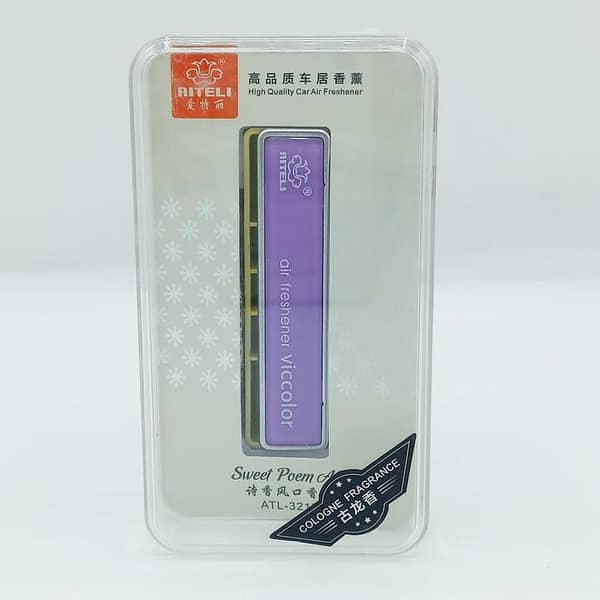 AITELI
爱特丽
高品质车居香薰
High Quality Car Air Freshener
AITELI
air freshener viccolor
Sweet Poem
诗香风口香
ATL-321
COLOGNE FRAGRANCE
古龙香